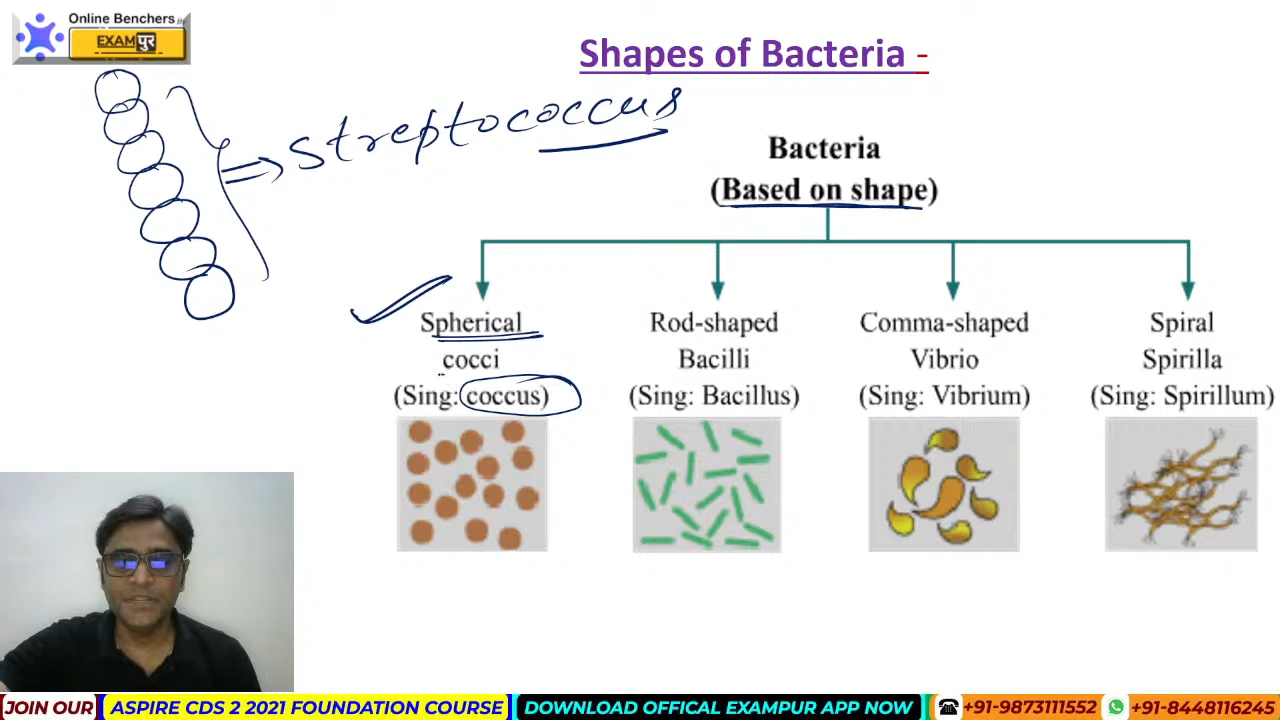 Online Benchers By
EXAMपुर
Shapes of Bacteria -
streptococcus
Bacteria
(Based on shape)
Spherical
cocci
(Sing: coccus)
Rod-shaped
Bacilli
(Sing: Bacillus)
Comma-shaped
Vibrio
(Sing: Vibrium)
Spiral
Spirilla
(Sing: Spirillum)
JOIN OUR ASPIRE CDS 2 2021 FOUNDATION COURSE DOWNLOAD OFFICAL EXAMPUR APP NOW +91-9873111552 +91-8448116245